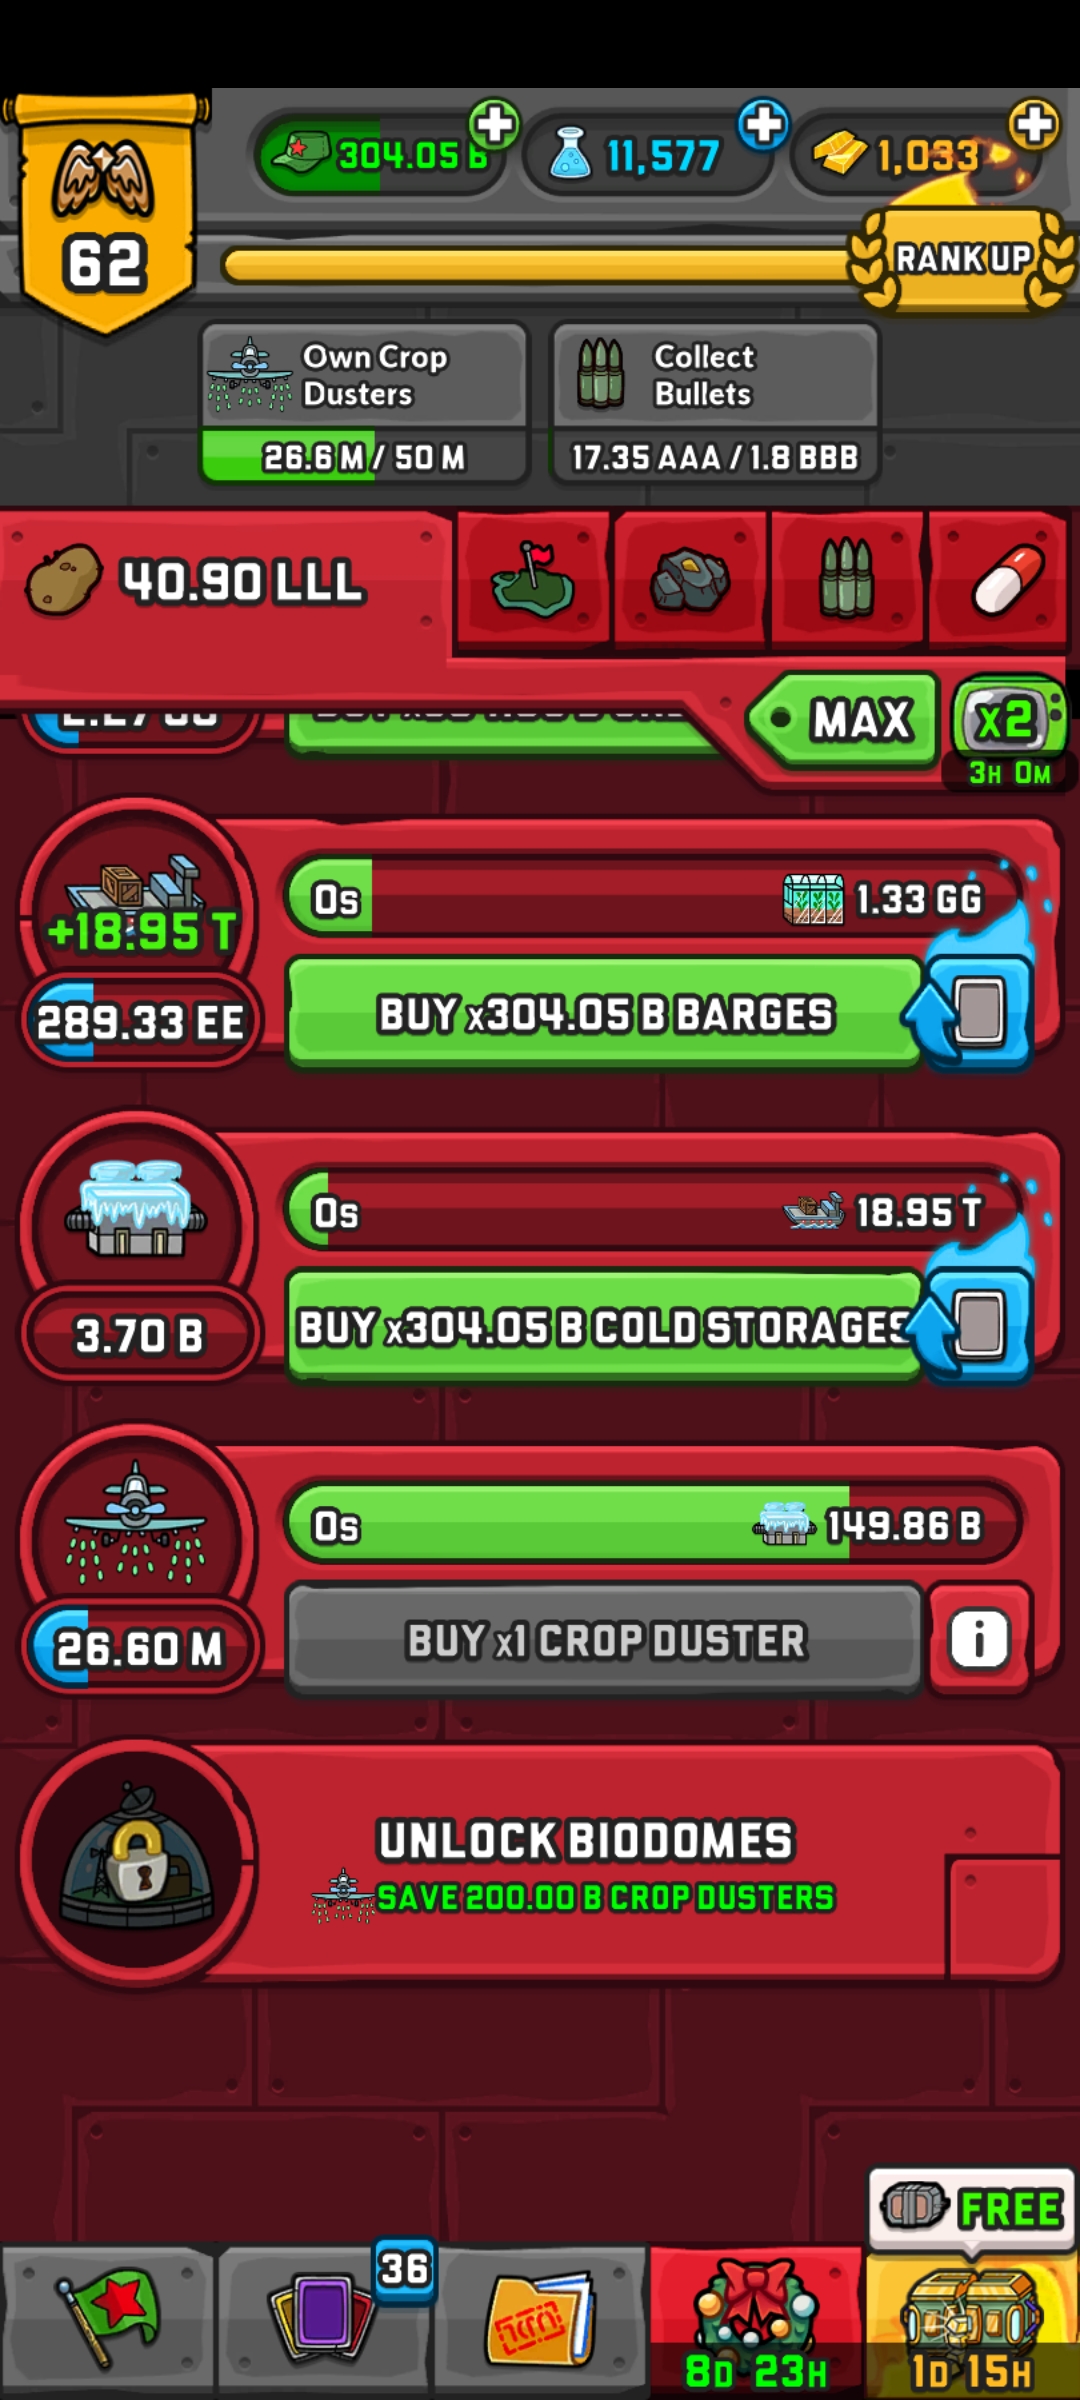 62
304.05 B
11,577
1,033
RANK UP
Own Crop
Dusters
26.6 M / 50 M
Collect
Bullets
17.35 AAA / 1.8 BBB
40.90 LLL
MAX
x2
3H 0M
+18.95 T
0s
1.33 GG
289.33 EE
BUY x304.05 B BARGES
0s
18.95 T
3.70 B
BUY x304.05 B COLD STORAGES
0s
149.86 B
26.60 M
BUY x1 CROP DUSTER
i
UNLOCK BIODOMES
SAVE 200.00 B CROP DUSTERS
FREE
36
8D 23H
1D 15H